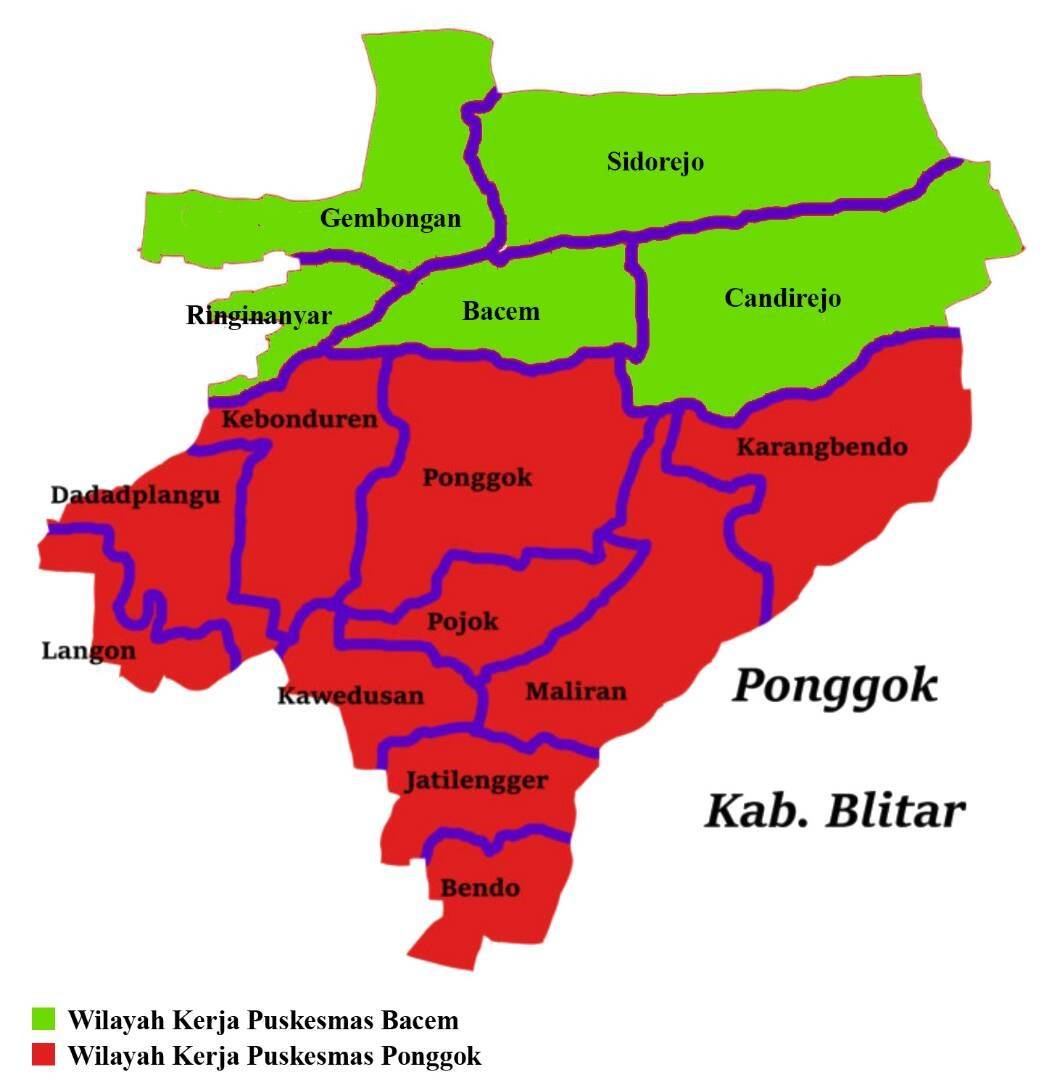 Sidorejo
Gembongan
Candirejo
Bacem
Ringinanyar
Kebonduren
Karangbendo
Ponggok
Dadadplangu
Pojok
Langon
Kawedusan
Maliran
Ponggok
Jatilengger
Kab. Blitar
Bendo
Wilayah Kerja Puskesmas Bacem
Wilayah Kerja Puskesmas Ponggok